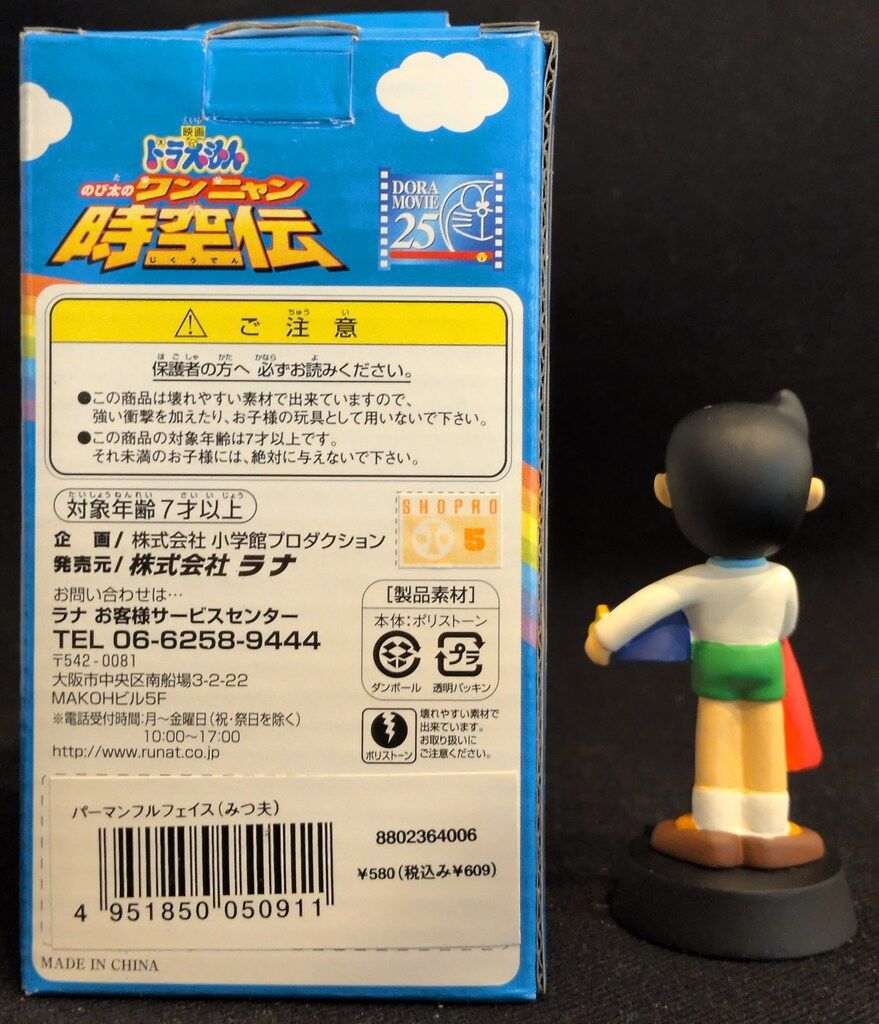 映画
ドラえもん
のび太の ワンニャン
時空伝
じくうでん
DORA
MOVIE
25
ご注意
ちゅうい
保護者の方へ 必ずお読みください。
●この商品は壊れやすい素材で出来ていますので、
強い衝撃を加えたり、お子様の玩具として用いないで下さい。
●この商品の対象年齢は7才以上です。
それ未満のお子様には、絶対に与えないで下さい。
対象年齢7才以上
SHOPRO
5
企 画/株式会社 小学館プロダクション
発売元/株式会社 ラナ
お問い合わせは…
ラナ お客様サービスセンター
TEL 06-6258-9444
〒542-0081
大阪市中央区南船場3-2-22
MAKOHビル5F
※電話受付時間:月〜金曜日(祝・祭日を除く)
10:00〜17:00
http://www.runat.co.jp
[製品素材]
本体:ポリストーン
プラ
ダンボール 透明パッキン
ポリストーン
壊れやすい素材で
出来ています。
お取り扱いに
ご注意ください。
パーマンフルフェイス(みつ夫)
8802364006
¥580(税込み¥609)
4 951850 050911
MADE IN CHINA